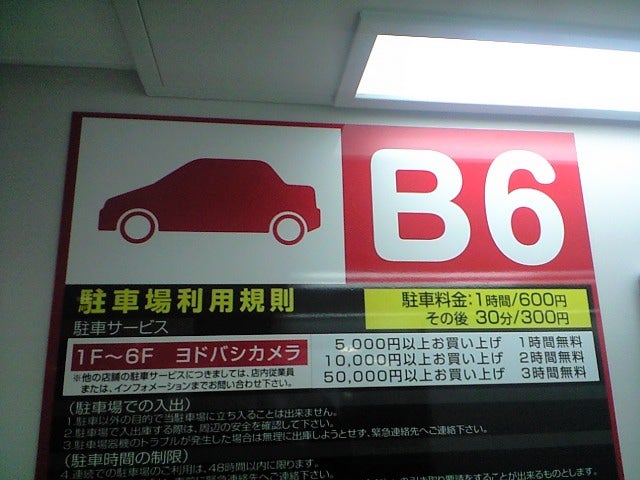 B6
駐車場利用規則
駐車料金:1時間/600円
その後 30分/300円
駐車サービス
1F~6F ヨドバシカメラ
5,000円以上お買い上げ 1時間無料
10,000円以上お買い上げ 2時間無料
50,000円以上お買い上げ 3時間無料
※他の店舗の駐車サービスにつきましては、店内従業員
または、インフォメーションまでお問い合わせ下さい。
(駐車場での入出)
1.駐車以外の目的で当駐車場に立ち入ることは出来ません。
2.駐車場で入出庫する際は、周辺の安全を確認して下さい。
3.駐車場器機のトラブルが発生した場合は無理に出庫しようとせず、緊急連絡先へご連絡下さい。
(駐車時間の制限)
4.連続での駐車場のご利用は、48時間以内に限ります。